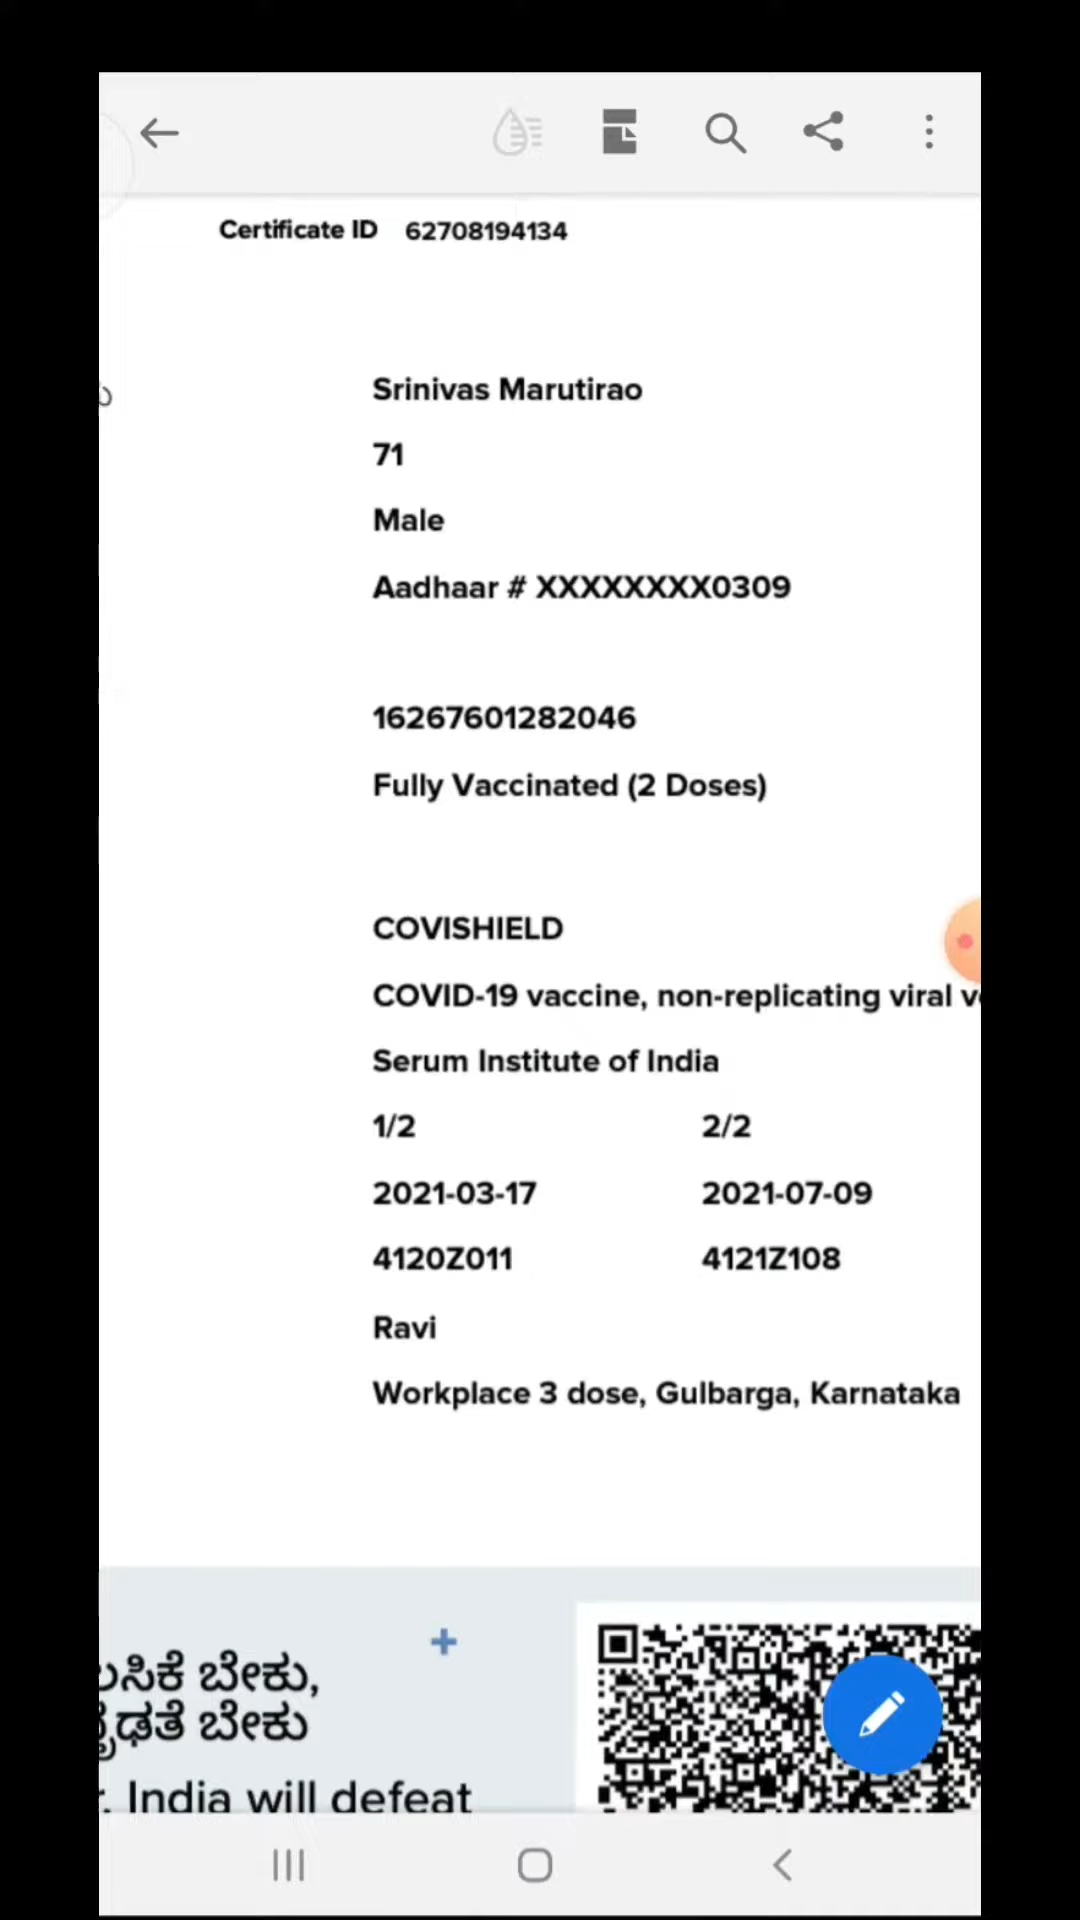 Certificate ID 62708194134
Srinivas Marutirao
71
Male
Aadhaar # XXXXXXXX0309
16267601282046
Fully Vaccinated (2 Doses)
COVISHIELD
COVID-19 vaccine, non-replicating viral
Serum Institute of India
1/2 2/2
2021-03-17 2021-07-09
4120Z011 4121Z108
Ravi
Workplace 3 dose, Gulbarga, Karnataka
ಬೇಕು,
ಬೇಕು
India will defeat